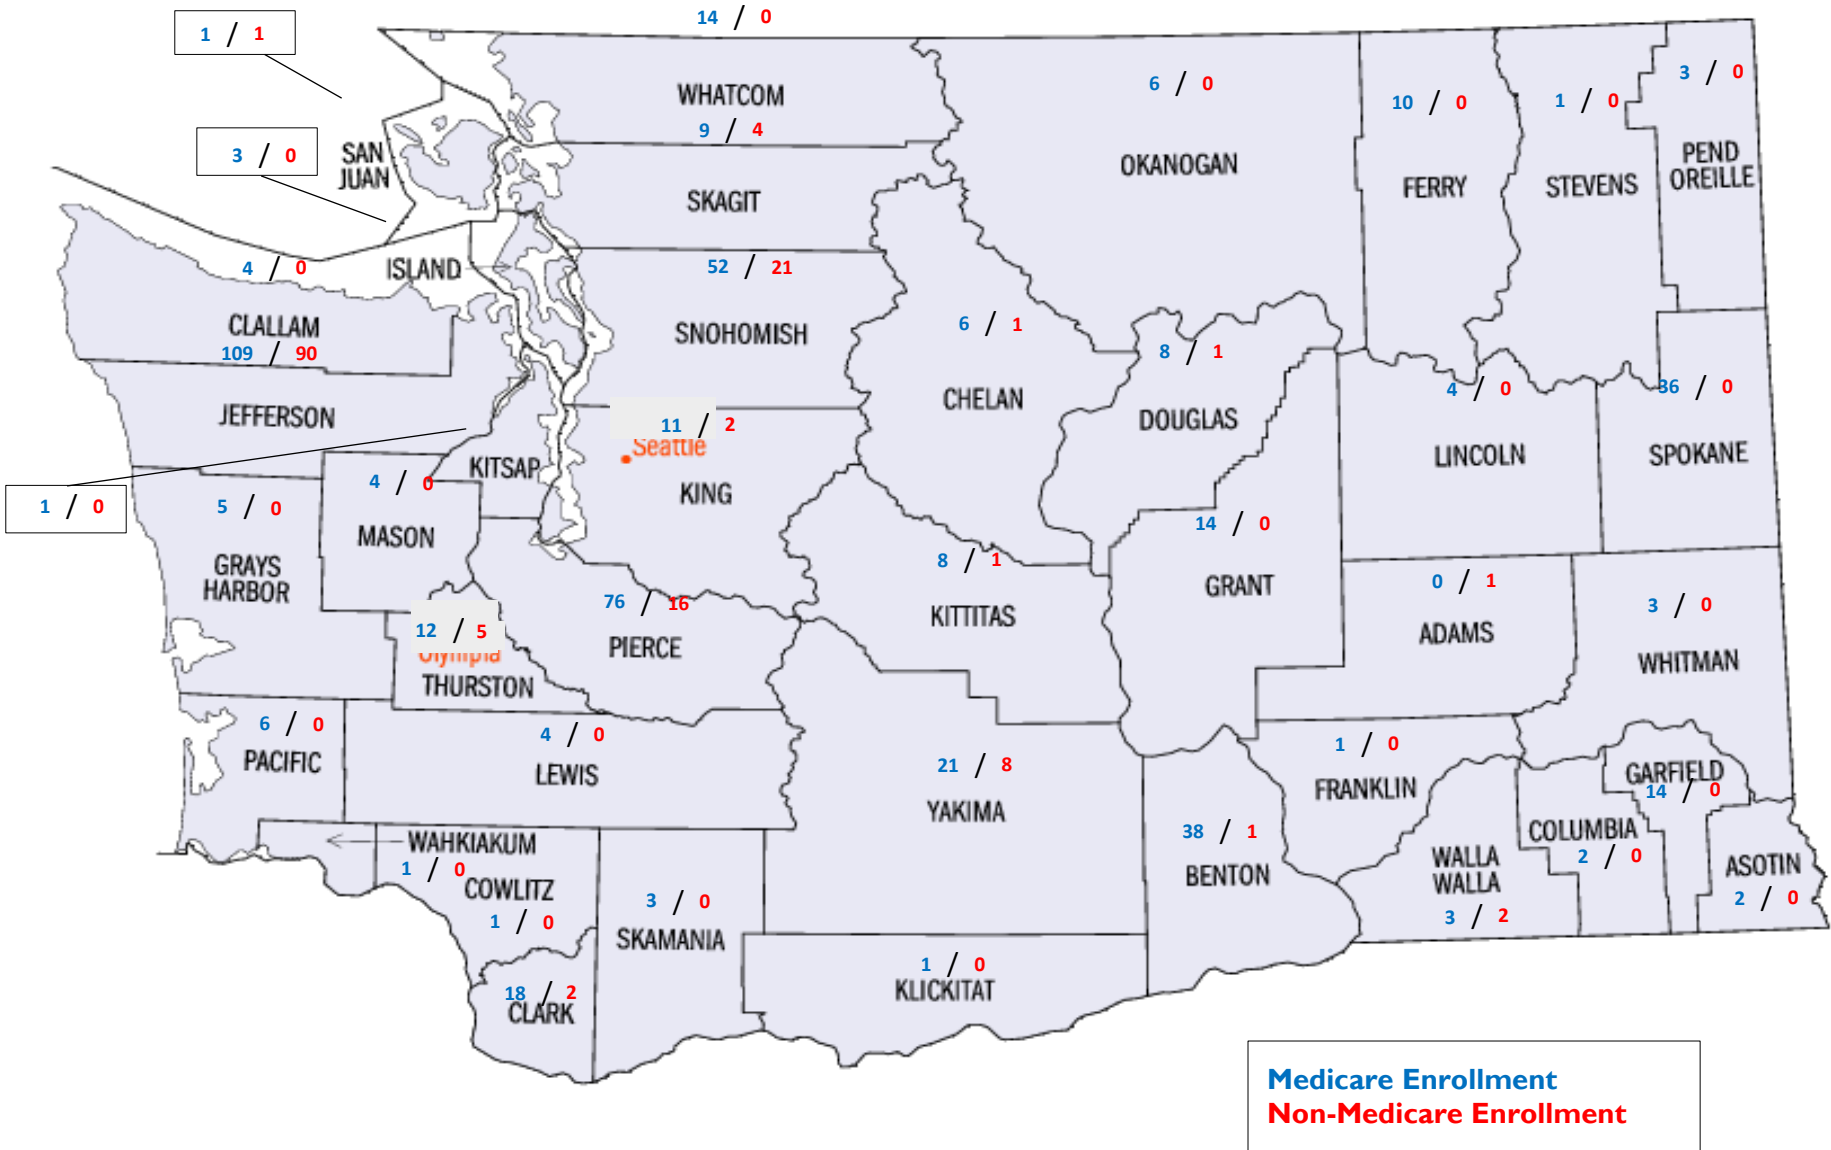 14 / 0
1 / 1
WHATCOM
9 / 4
6 / 0
OKANOGAN
10 / 0
FERRY
1 / 0
STEVENS
3 / 0
PEND
OREILLE
3 / 0
SAN
JUAN
SKAGIT
4 / 0
ISLAND
52 / 21
SNOHOMISH
CLALLAM
109 / 90
JEFFERSON
6 / 1
CHELAN
8 / 1
DOUGLAS
4 / 0
LINCOLN
36 / 0
SPOKANE
11 / 2
Seattle
KING
KITSAP
1 / 0
4 / 0
MASON
5 / 0
GRAYS
HARBOR
14 / 0
GRANT
8 / 1
KITTITAS
0 / 1
ADAMS
3 / 0
WHITMAN
76 / 16
PIERCE
12 / 5
Olympia
THURSTON
6 / 0
PACIFIC
4 / 0
LEWIS
21 / 8
YAKIMA
1 / 0
FRANKLIN
GARFIELD
14 / 0
38 / 1
BENTON
COLUMBIA
2 / 0
WALLA
WALLA
3 / 2
ASOTIN
2 / 0
WAHKIAKUM
1 / 0
COWLITZ
1 / 0
3 / 0
SKAMANIA
1 / 0
KLICKITAT
18 / 2
CLARK
Medicare Enrollment
Non-Medicare Enrollment